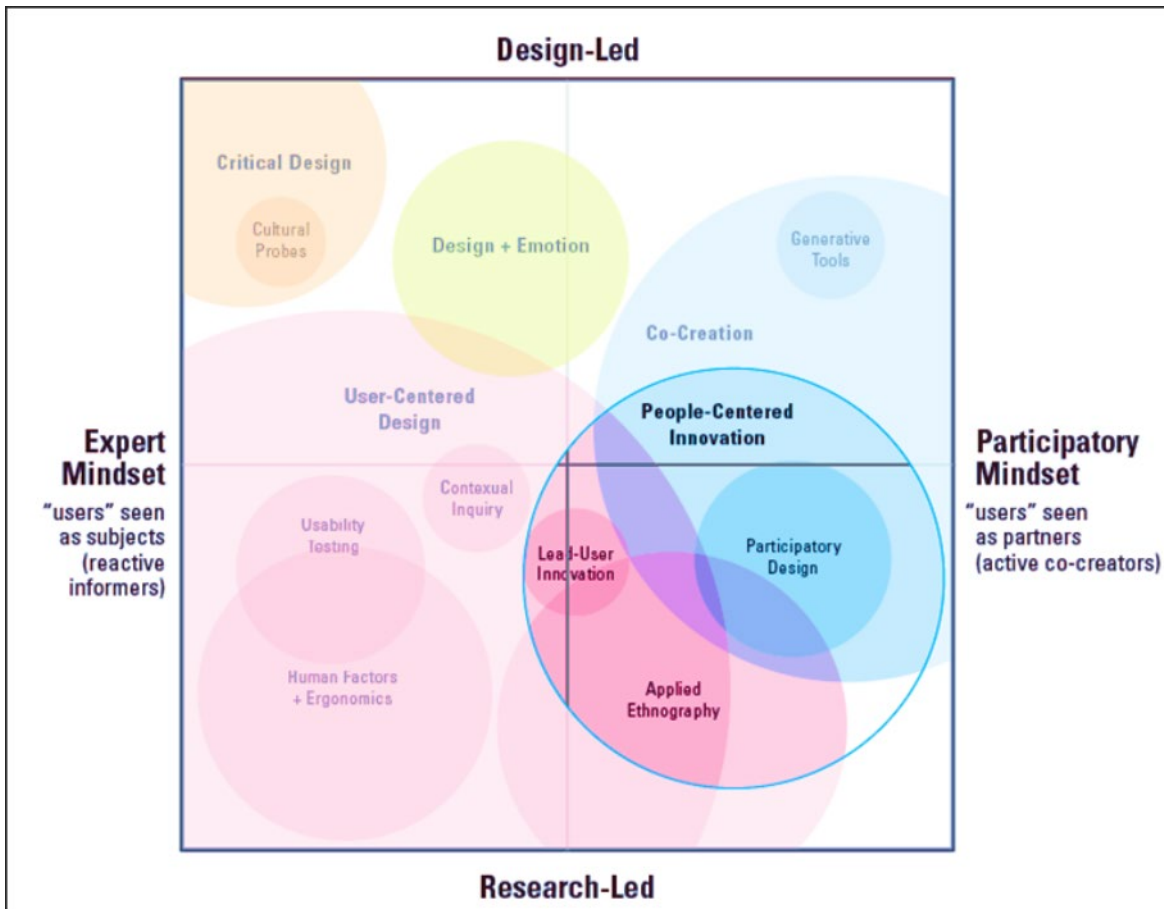 Design-Led
Critical Design
Cultural
Probes
Design + Emotion
Generative
Tools
Co-Creation
User-Centered
Design
People-Centered
Innovation
Expert
Mindset
"users" seen
as subjects
(reactive
informers)
Participatory
Mindset
"users" seen
as partners
(active co-creators)
Contexual
Inquiry
Usability
Testing
Lead-User
Innovation
Participatory
Design
Human Factors
+ Ergonomics
Applied
Ethnography
Research-Led